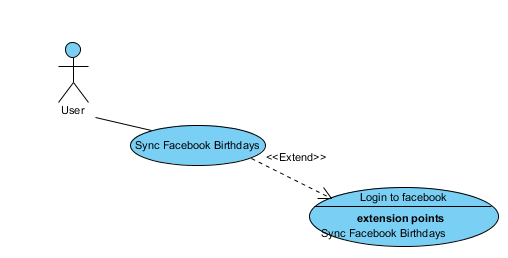 User
Sync Facebook Birthdays
<<Extend>>
Login to facebook
extension points
Sync Facebook Birthdays